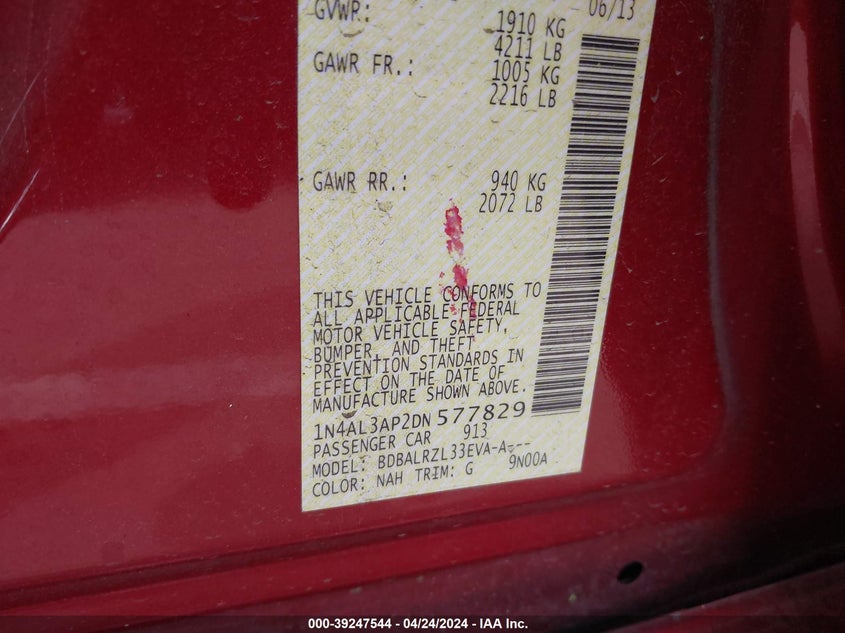 06/13
GVWR: 1910 KG
4211 LB
GAWR FR.: 1005 KG
2216 LB
GAWR RR.: 940 KG
2072 LB
THIS VEHICLE CONFORMS TO
ALL APPLICABLE FEDERAL
MOTOR VEHICLE SAFETY,
BUMPER, AND THEFT
PREVENTION STANDARDS IN
EFFECT ON THE DATE OF
MANUFACTURE SHOWN ABOVE.
1N4AL3AP2DN577829
PASSENGER CAR 913
MODEL: BDBALRZL33EVA-A---
COLOR: NAH TRIM: G 9N00A
000-39247544 - 04/24/2024 - IAA Inc.